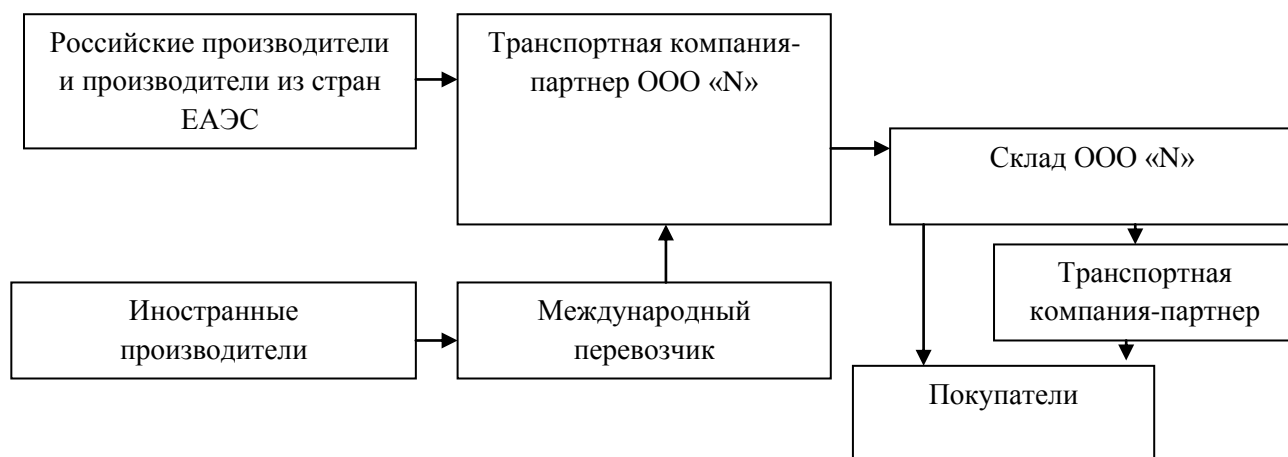 Российские производители
и производители из стран
ЕАЭС
Транспортная компания-
партнер ООО «N»
Склад ООО «N»
Иностранные
производители
Международный
перевозчик
Транспортная
компания-партнер
Покупатели